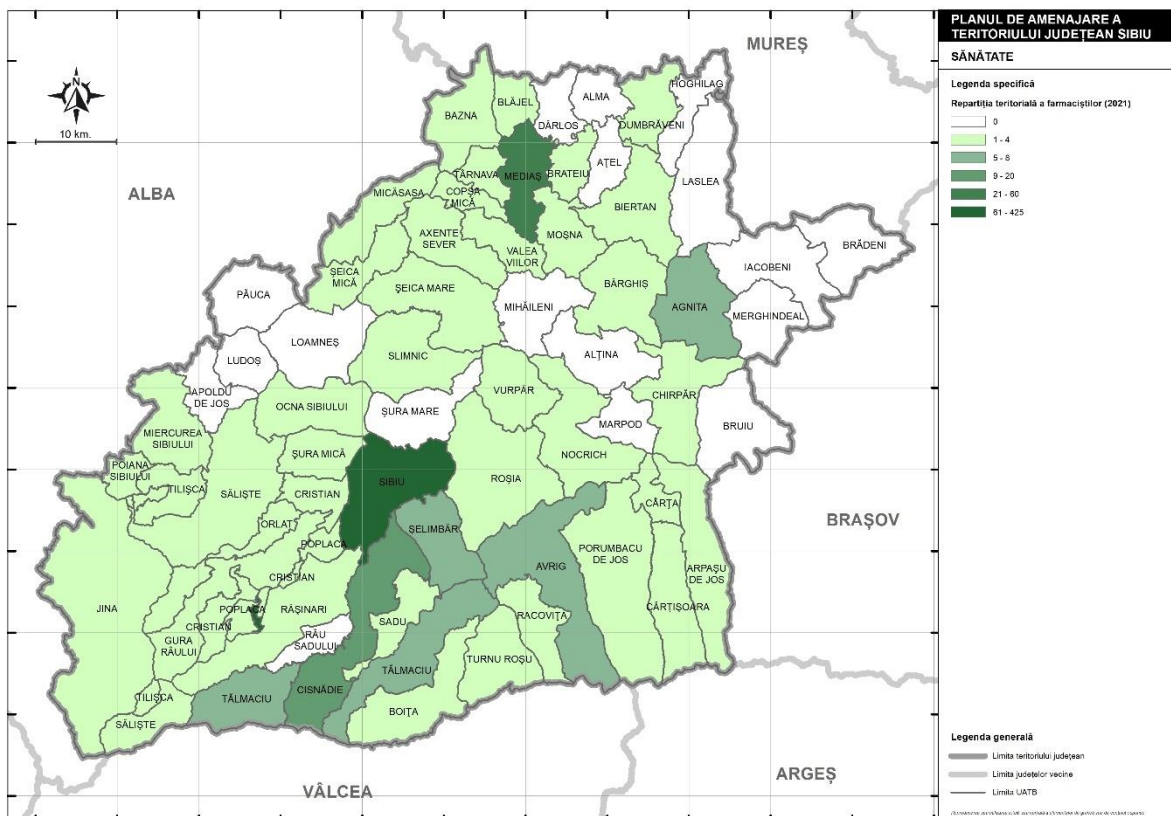 PLANUL DE AMENAJARE A
TERITORIULUI JUDEȚEAN SIBIU
SĂNĂTATE
Legenda specifică
Repartiția teritorială a farmaciștilor (2021)
0
1 - 4
5 - 8
9 - 20
21 - 60
61 - 425
N
10 km.
MUREȘ
ALBA
BRAȘOV
ARGEȘ
VÂLCEA
HOGHILAG
BLĂJEL
ALMA
BAZNA
DÂRLOS
DUMBRĂVENI
AȚEL
TÂRNAVA
MEDIAȘ
BRATEIU
LASLEA
MICĂSASA
COPȘA
MICĂ
BIERTAN
AXENTE
SEVER
MOȘNA
VALEA
VIILOR
BRĂDENI
IACOBENI
ȘEICA
MICĂ
ȘEICA MARE
BÂRGHIȘ
PĂUCA
MIHĂILENI
AGNITA
MERGHINDEAL
LOAMNEȘ
LUDOȘ
SLIMNIC
ALȚINA
APOLDU
DE JOS
VURPĂR
CHIRPĂR
OCNA SIBIULUI
ȘURA MARE
MARPOD
BRUIU
MIERCUREA
SIBIULUI
ȘURA MICĂ
NOCRICH
POIANA
SIBIULUI
TILIȘCA
SĂLIȘTE
CRISTIAN
SIBIU
ROȘIA
CÂRȚA
ORLAT
ȘELIMBĂR
POPLACA
PORUMBACU
DE JOS
AVRIG
ARPAȘU
DE JOS
CRISTIAN
JINA
POPLACA
RĂȘINARI
CÂRȚIȘOARA
RACOVIȚA
SADU
CRISTIAN
GURA
RÂULUI
RÂU
SADULUI
TURNU ROȘU
TĂLMACIU
CISNĂDIE
TĂLMACIU
TILIȘCA
BOIȚA
SĂLIȘTE
Legenda generală
Limita teritoriului județean
Limita județelor vecine
Limita UATB